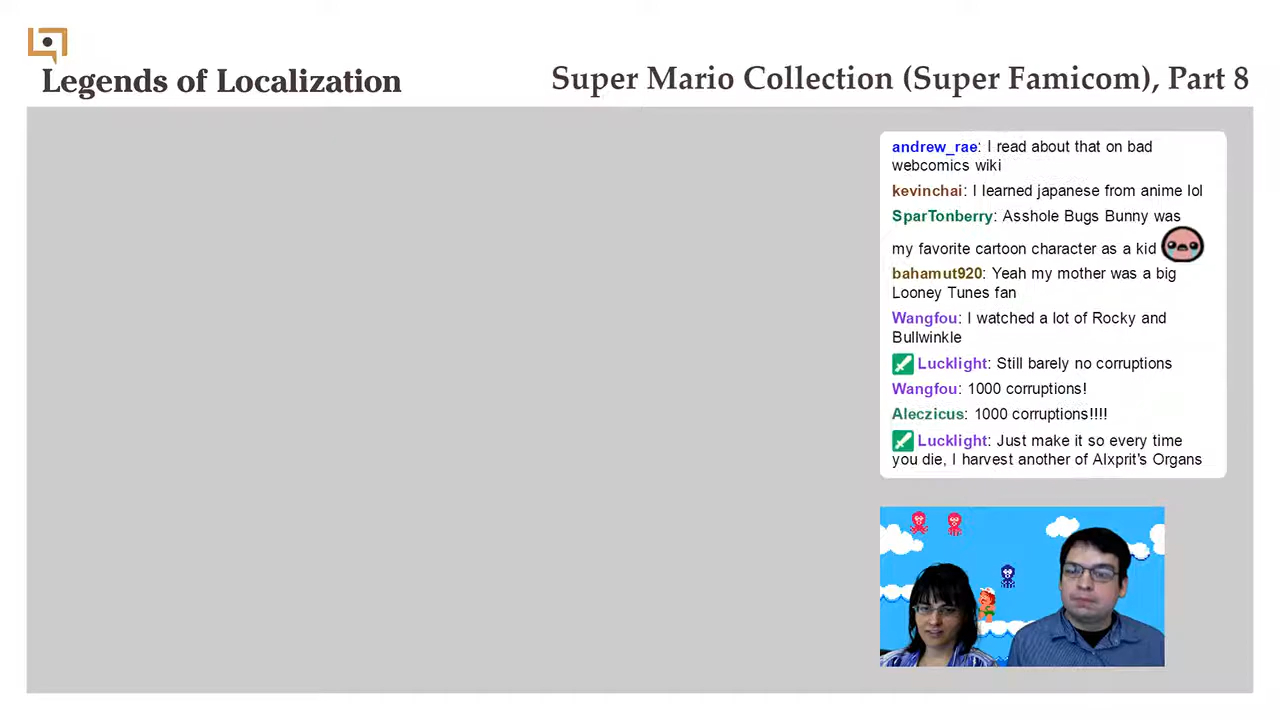 Legends of Localization
Super Mario Collection (Super Famicom), Part 8
andrew_rae: I read about that on bad
webcomics wiki
kevinchai: I learned japanese from anime lol
SparTonberry: Asshole Bugs Bunny was
my favorite cartoon character as a kid
bahamut920: Yeah my mother was a big
Looney Tunes fan
Wangfou: I watched a lot of Rocky and
Bullwinkle
Lucklight: Still barely no corruptions
Wangfou: 1000 corruptions!
Aleczicus: 1000 corruptions!!!!
Lucklight: Just make it so every time
you die, I harvest another of Alxprit's Organs